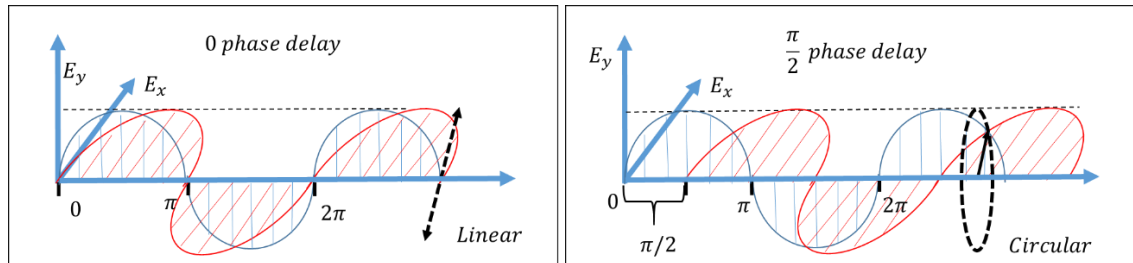 0 phase delay
E_y
E_x
0
π
2π
Linear
π/2 phase delay
E_y
E_x
0
π
2π
π/2
Circular